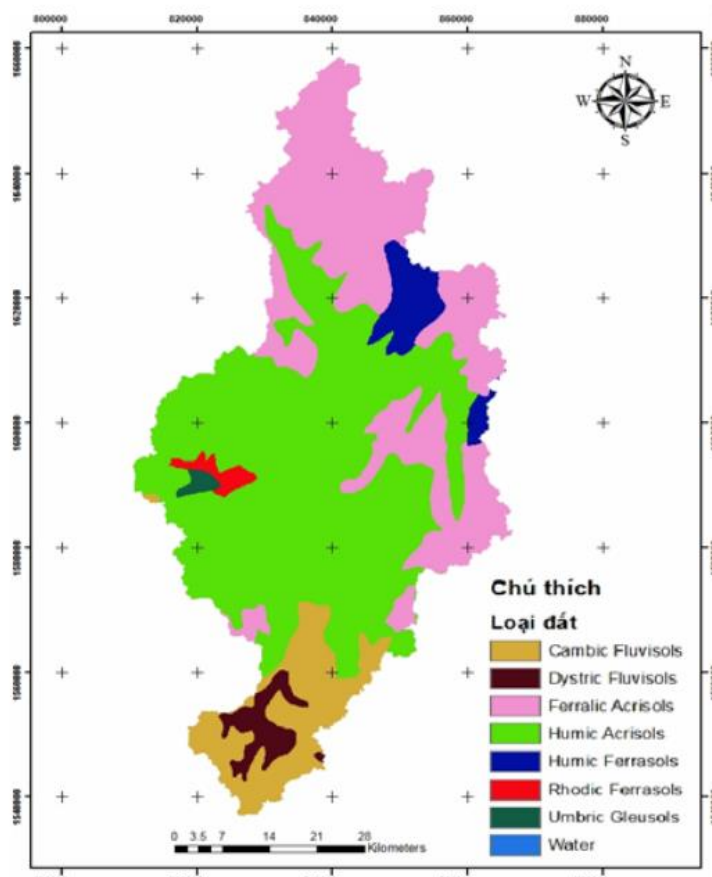 800000 820000 840000 860000 880000
N
W E
S
1660000
1640000
1620000
1600000
1580000
1560000
1540000
Chú thích
Loại đất
Cambic Fluvisols
Dystric Fluvisols
Ferralic Acrisols
Humic Acrisols
Humic Ferrasols
Rhodic Ferrasols
Umbric Gleusols
Water
0 3.5 7 14 21 28
Kilometers